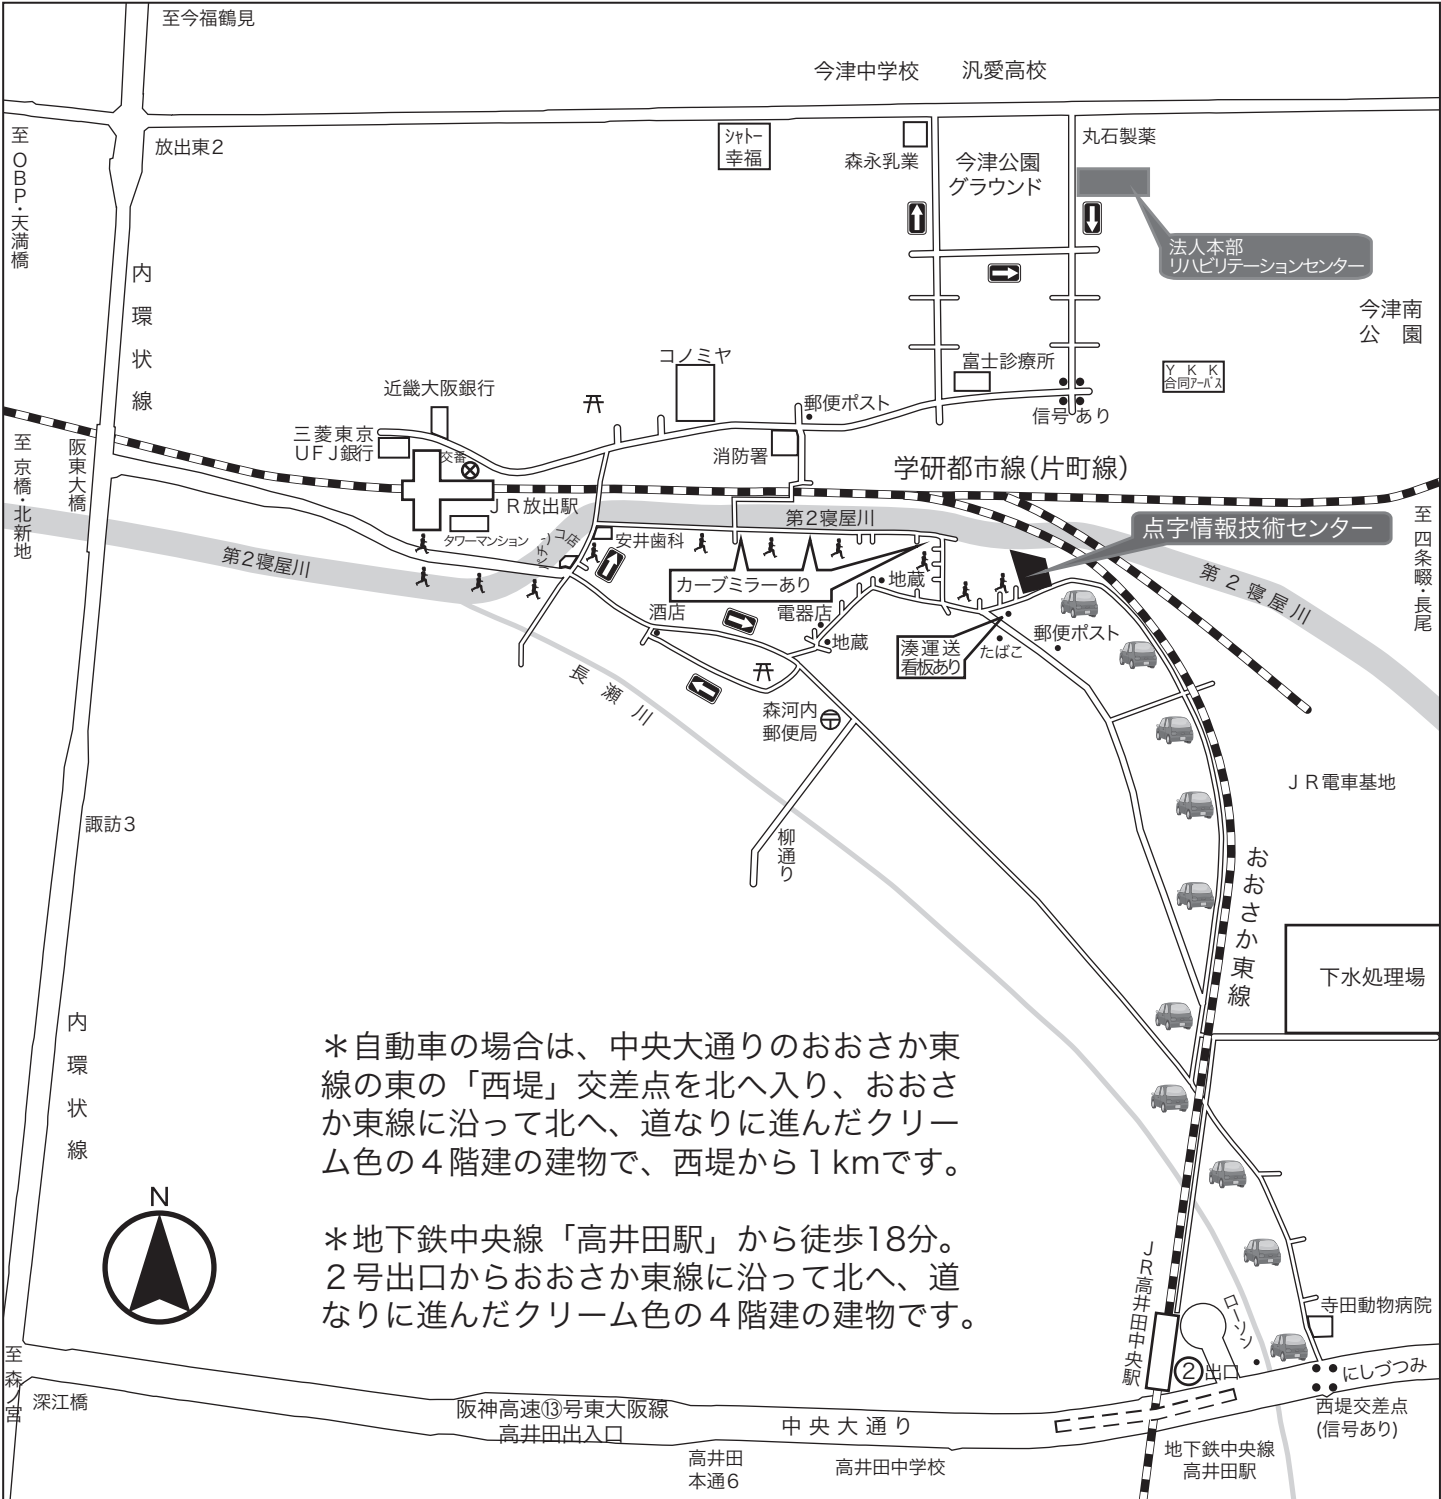 至今福鶴見
今津中学校
汎愛高校
至OBP・天満橋
放出東2
シャトー
幸福
森永乳業
今津公園
グラウンド
丸石製薬
法人本部
リハビリテーションセンター
内環状線
今津南
公園
コノミヤ
富士診療所
YKK
合同アーバス
近畿大阪銀行
郵便ポスト
信号あり
三菱東京
UFJ銀行
交番
消防署
至京橋・北新地
阪東大橋
学研都市線(片町線)
JR放出駅
第2寝屋川
点字情報技術センター
至四条畷・長尾
タワーマンション
パチンコ店
安井歯科
第2寝屋川
カーブミラーあり
地蔵
第2寝屋川
酒店
電器店
地蔵
湊運送
看板あり
たばこ
郵便ポスト
長瀬川
森河内
郵便局
JR電車基地
諏訪3
柳通り
おおさか東線
下水処理場
内環状線
*自動車の場合は、中央大通りのおおさか東
線の東の「西堤」交差点を北へ入り、おおさ
か東線に沿って北へ、道なりに進んだクリー
ム色の4階建の建物で、西堤から1kmです。
N
*地下鉄中央線「高井田駅」から徒歩18分。
2号出口からおおさか東線に沿って北へ、道
なりに進んだクリーム色の4階建の建物です。
JR高井田中央駅
ローソン
寺田動物病院
至森ノ宮
深江橋
②出口
にしづつみ
阪神高速⑬号東大阪線
高井田出入口
中央大通り
西堤交差点
(信号あり)
高井田
本通6
高井田中学校
地下鉄中央線
高井田駅